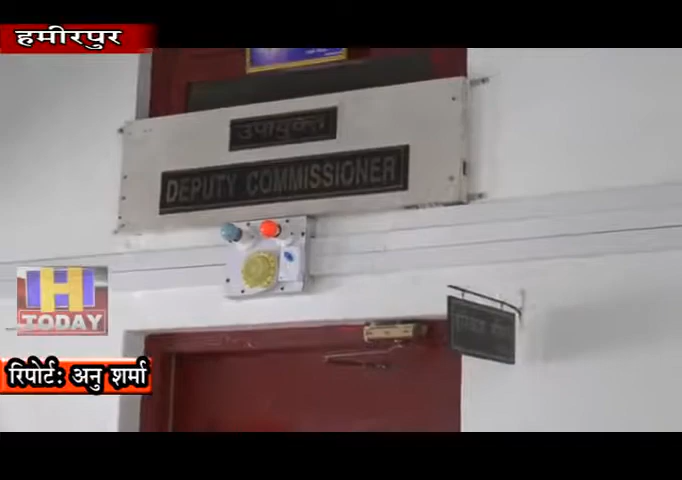 हमीरपुर
उपायुक्त
DEPUTY COMMISSIONER
H
TODAY
रिपोर्ट: अनु शर्मा